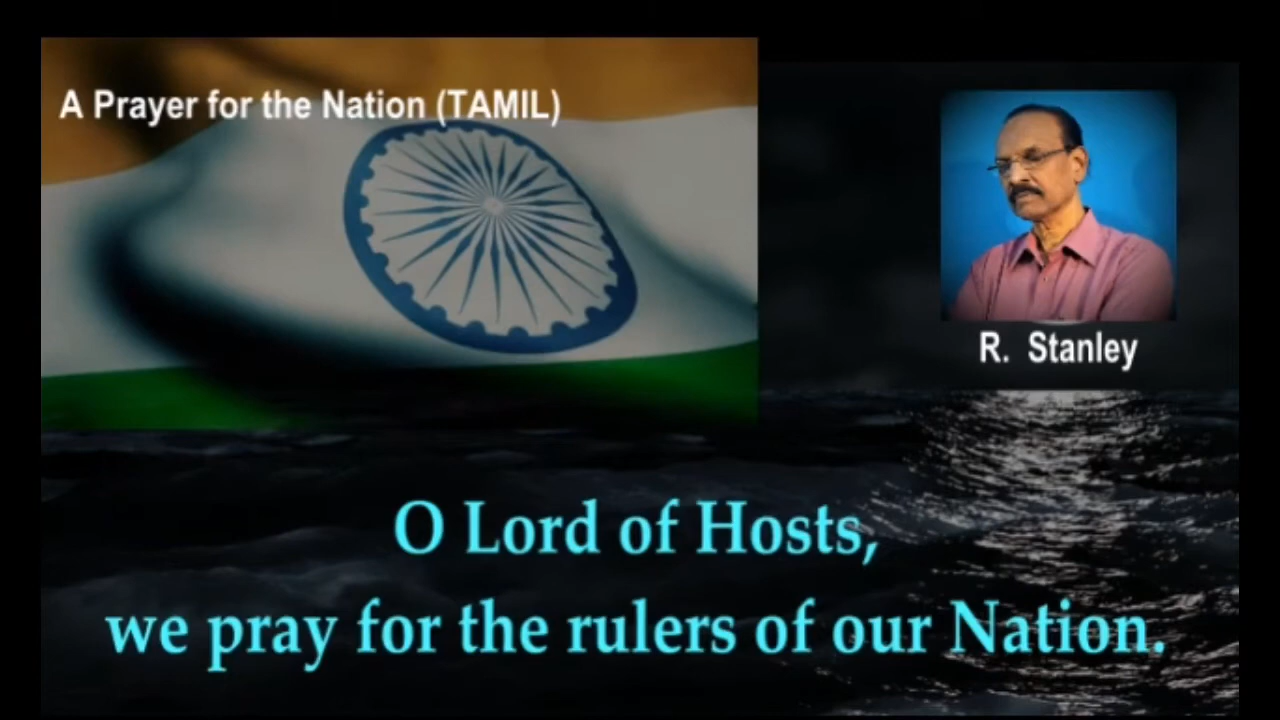 A Prayer for the Nation (TAMIL)
R. Stanley
O Lord of Hosts,
we pray for the rulers of our Nation.